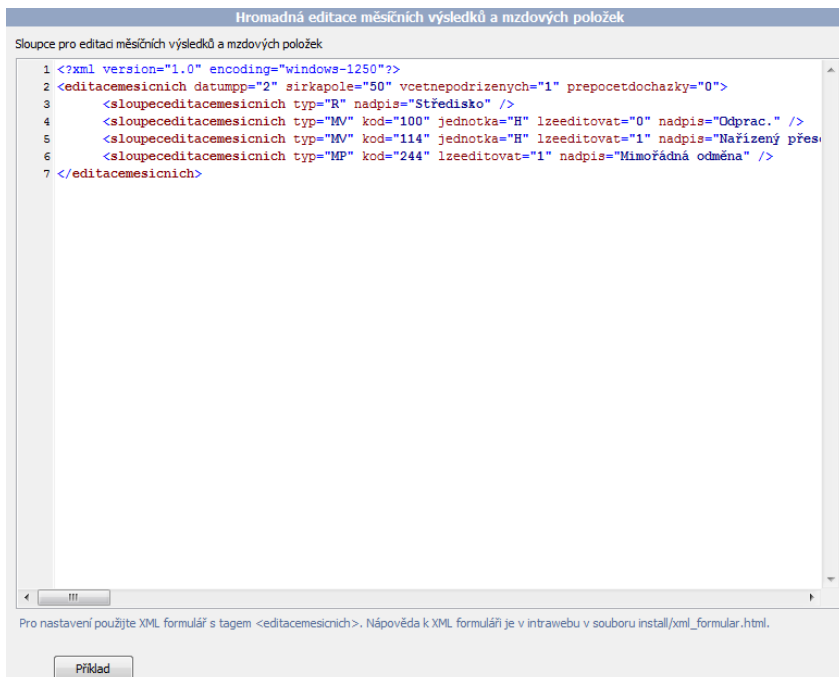 Hromadná editace měsíčních výsledků a mzdových položek
Sloupce pro editaci měsíčních výsledků a mzdových položek
1 <?xml version="1.0" encoding="windows-1250"?>
2 <editacemesicnich datumpp="2" sirkapole="50" vcetnepodrizenych="1" prepocetdochazky="0">
3 <sloupeceditacemesicnich typ="R" nadpis="Středisko" />
4 <sloupeceditacemesicnich typ="MV" kod="100" jednotka="H" lzeeditovat="0" nadpis="Odprac." />
5 <sloupeceditacemesicnich typ="MV" kod="114" jednotka="H" lzeeditovat="1" nadpis="Nařízený
6 <sloupeceditacemesicnich typ="MP" kod="244" lzeeditovat="1" nadpis="Mimořádná odměna" />
7 </editacemesicnich>
Pro nastavení použijte XML formulář s tagem <editacemesicnich>. Nápověda k XML formuláři je v intrawebu v souboru install/xml_formular.html.
Příklad